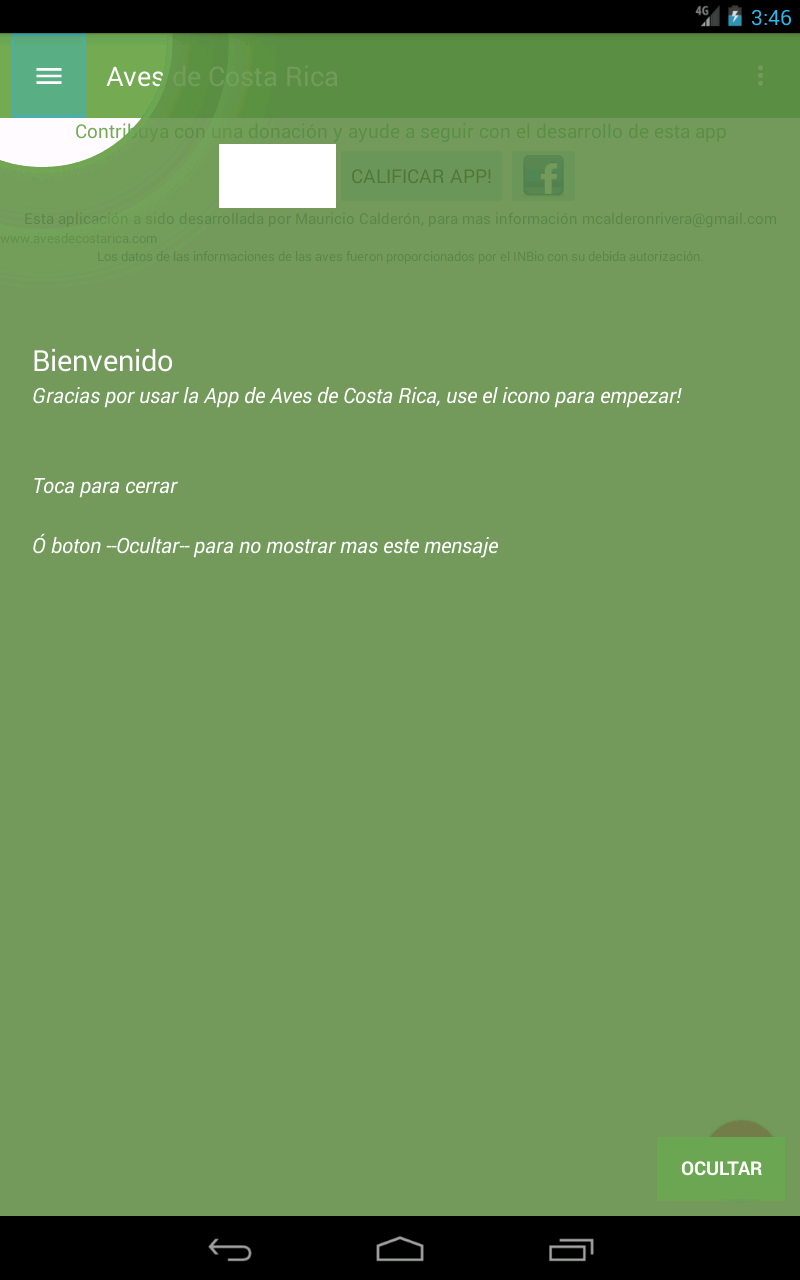 4G 3:46
Aves de Costa Rica
Contribuya con una donación y ayude a seguir con el desarrollo de esta app
CALIFICAR APP! f
Esta aplicación a sido desarrollada por Mauricio Calderón, para mas información mcalderonrivera@gmail.com
www.avesdecostarica.com
Los datos de las informaciones de las aves fueron proporcionados por el INBio con su debida autorización.
Bienvenido
Gracias por usar la App de Aves de Costa Rica, use el icono para empezar!
Toca para cerrar
Ó boton --Ocultar-- para no mostrar mas este mensaje
OCULTAR